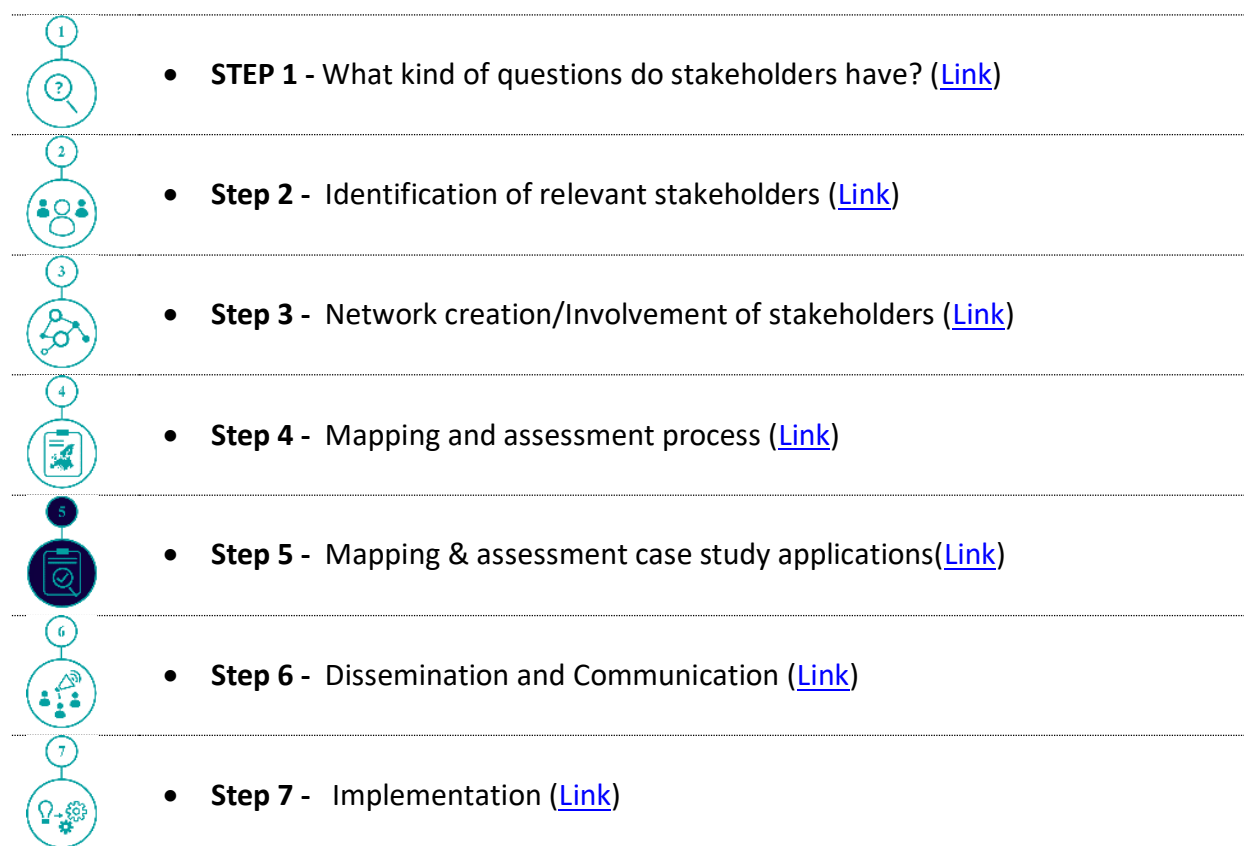 1
• STEP 1 - What kind of questions do stakeholders have? (Link)
2
• Step 2 - Identification of relevant stakeholders (Link)
3
• Step 3 - Network creation/Involvement of stakeholders (Link)
4
• Step 4 - Mapping and assessment process (Link)
5
• Step 5 - Mapping & assessment case study applications(Link)
6
• Step 6 - Dissemination and Communication (Link)
7
• Step 7 - Implementation (Link)